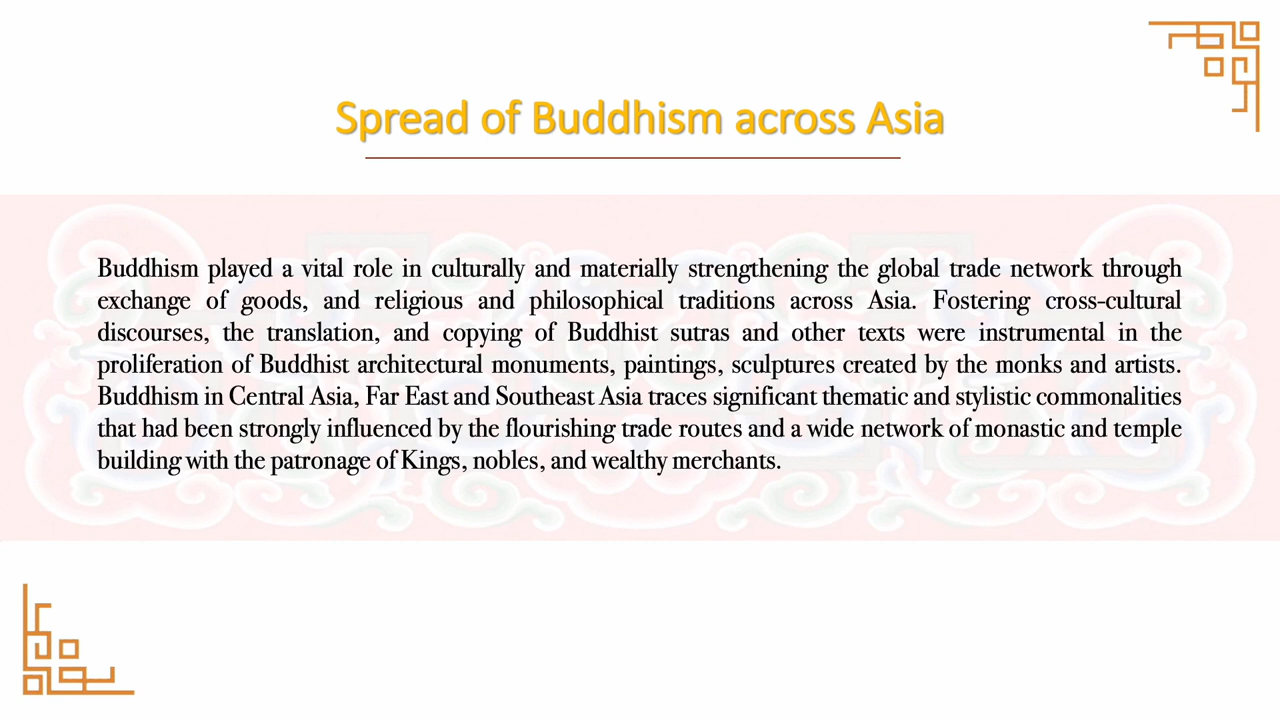 Spread of Buddhism across Asia
Buddhism played a vital role in culturally and materially strengthening the global trade network through
exchange of goods, and religious and philosophical traditions across Asia. Fostering cross-cultural
discourses, the translation, and copying of Buddhist sutras and other texts were instrumental in the
proliferation of Buddhist architectural monuments, paintings, sculptures created by the monks and artists.
Buddhism in Central Asia, Far East and Southeast Asia traces significant thematic and stylistic commonalities
that had been strongly influenced by the flourishing trade routes and a wide network of monastic and temple
building with the patronage of Kings, nobles, and wealthy merchants.